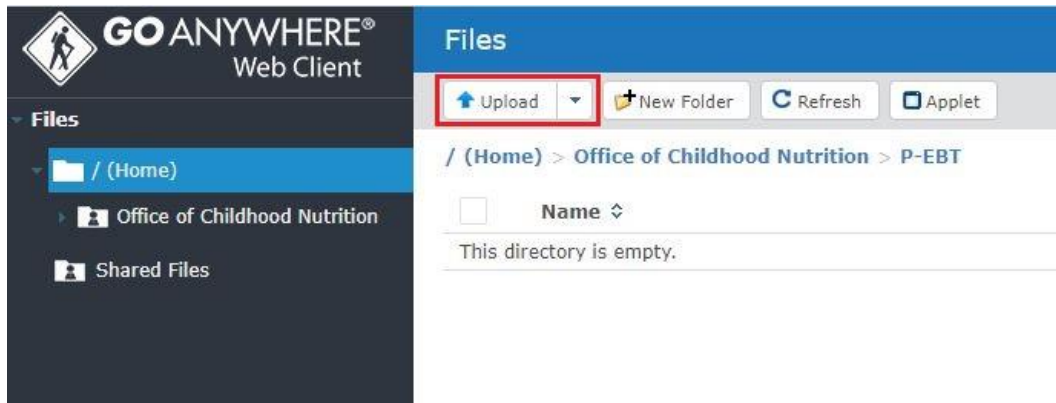 GO ANYWHERE®
Web Client
Files
/ (Home)
Office of Childhood Nutrition
Shared Files
Files
Upload New Folder Refresh Applet
/ (Home) > Office of Childhood Nutrition > P-EBT
Name
This directory is empty.